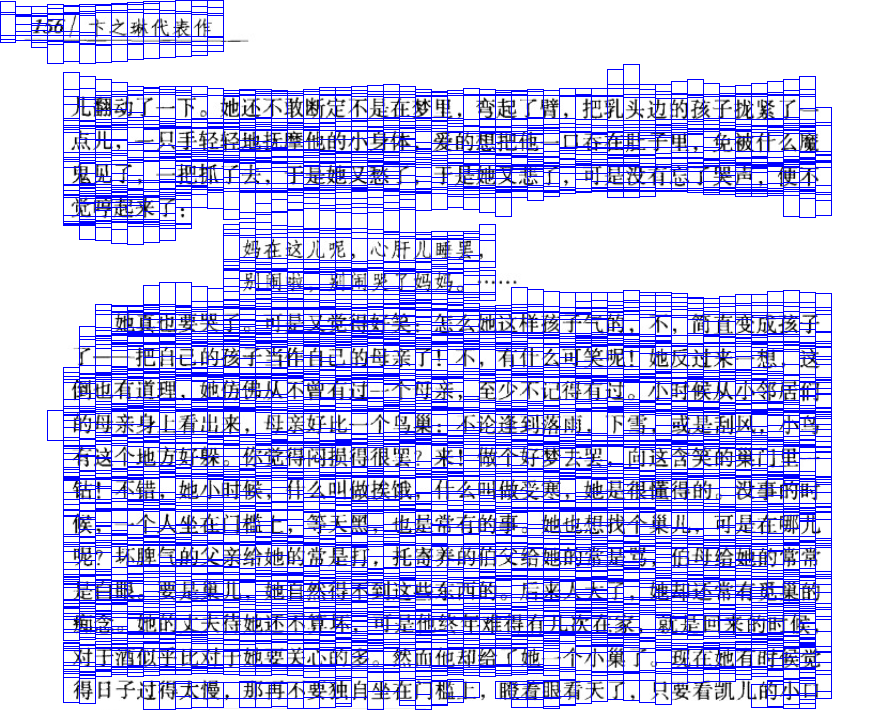 156 / 卞之琳代表作
儿翻动了一下。她还不敢断定不是在梦里，弯起了臂，把乳头边的孩子拢紧了一
点儿，一只手轻轻地抚摩他的小身体，爱的想把他一口吞在肚子里，免被什么魔
鬼见了，一把抓了去，于是她又愁了，于是她又悲了，可是没有忘了哭声，便不
觉哼起来了：
妈在这儿呢，心肝儿睡罢，
别闹啦，别闹哭了妈妈。……
她真也要哭了。可是又觉得好笑：怎么她这样孩子气的，不，简直变成孩子
了——把自己的孩子当作自己的母亲了！不，有什么可笑呢！她反过来一想，这
倒也有道理，她仿佛从不曾有过一个母亲，至少不记得有过。小时候从小邻居们
的母亲身上看出来，母亲好比一个鸟巢：不论逢到落雨，下雪，或是刮风，小鸟
有这个地方好躲。你觉得闷损得很罢？来！做个好梦去罢，向这含笑的巢门里一
钻！不错，她小时候，什么叫做挨饿，什么叫做受寒，她是很懂得的。没事的时
候，一个人坐在门槛上，等天黑，也是常有的事。她也想找个巢儿，可是在哪儿
呢？坏脾气的父亲给她的常是打，托寄养的伯父给她的常是骂，伯母给她的常常
是白眼。要是巢儿，她自然得不到这些东西的。后来人大了，她却还常有觅巢的
痴念。她的丈夫待她还不算坏，可是他终年难得有几次在家，就是回来的时候，
对于酒似乎比对于她要关心的多。然而他却给了她一个小巢了。现在她有时候觉
得日子过得太慢，那再不要独自坐在门槛上，瞪着眼看天了，只要看凯儿的小口